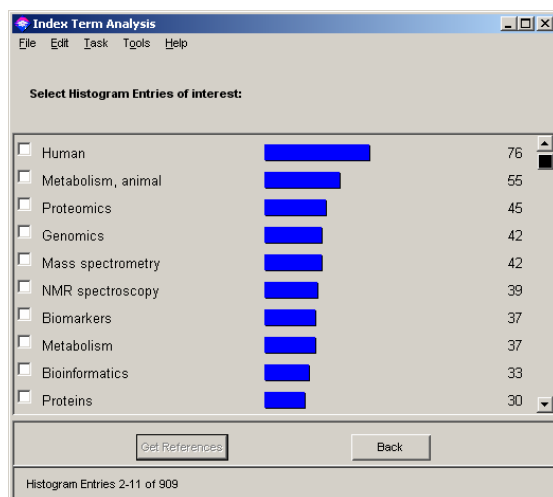 Index Term Analysis
File Edit Task Tools Help
Select Histogram Entries of interest:
Human 76
Metabolism, animal 55
Proteomics 45
Genomics 42
Mass spectrometry 42
NMR spectroscopy 39
Biomarkers 37
Metabolism 37
Bioinformatics 33
Proteins 30
Get References Back
Histogram Entries 2-11 of 909